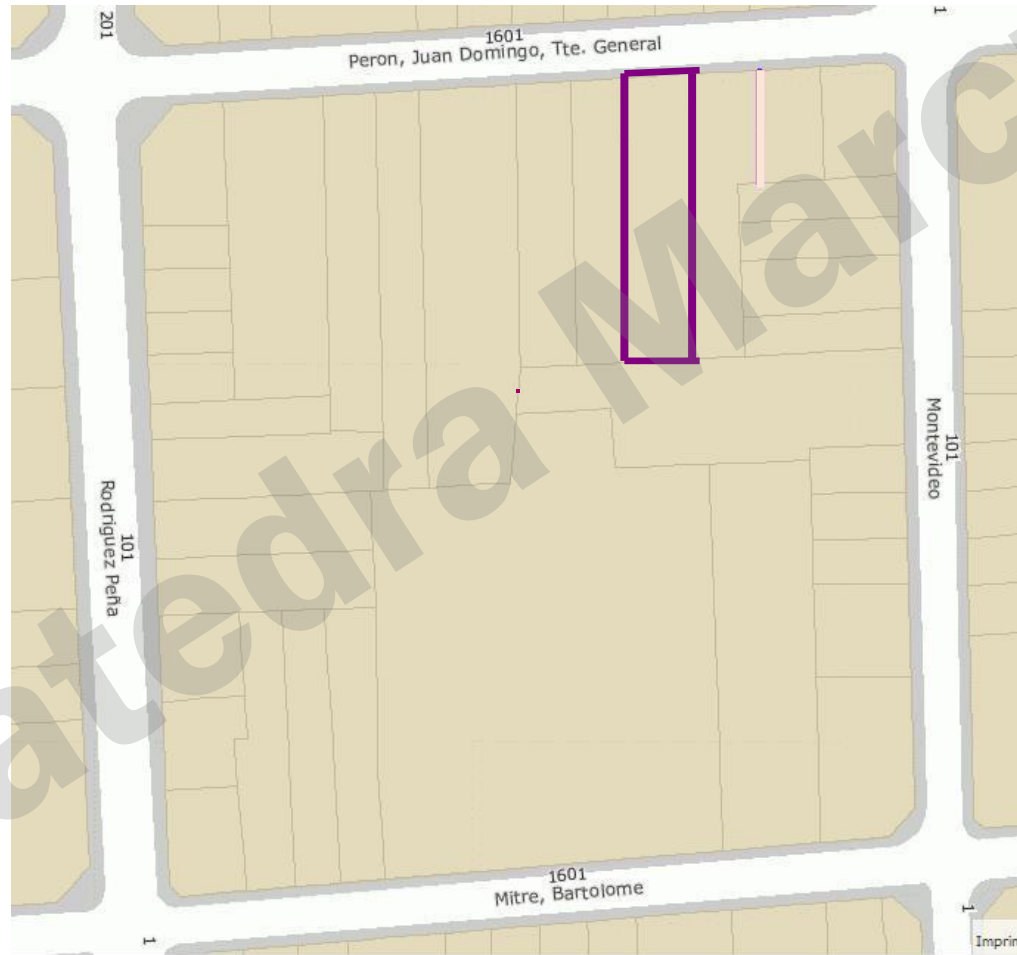 201
1
1601
Peron, Juan Domingo, Tte. General
101
Montevideo
101
Rodriguez Peña
1601
Mitre, Bartolome
1
1
Imprin
atedra Marc